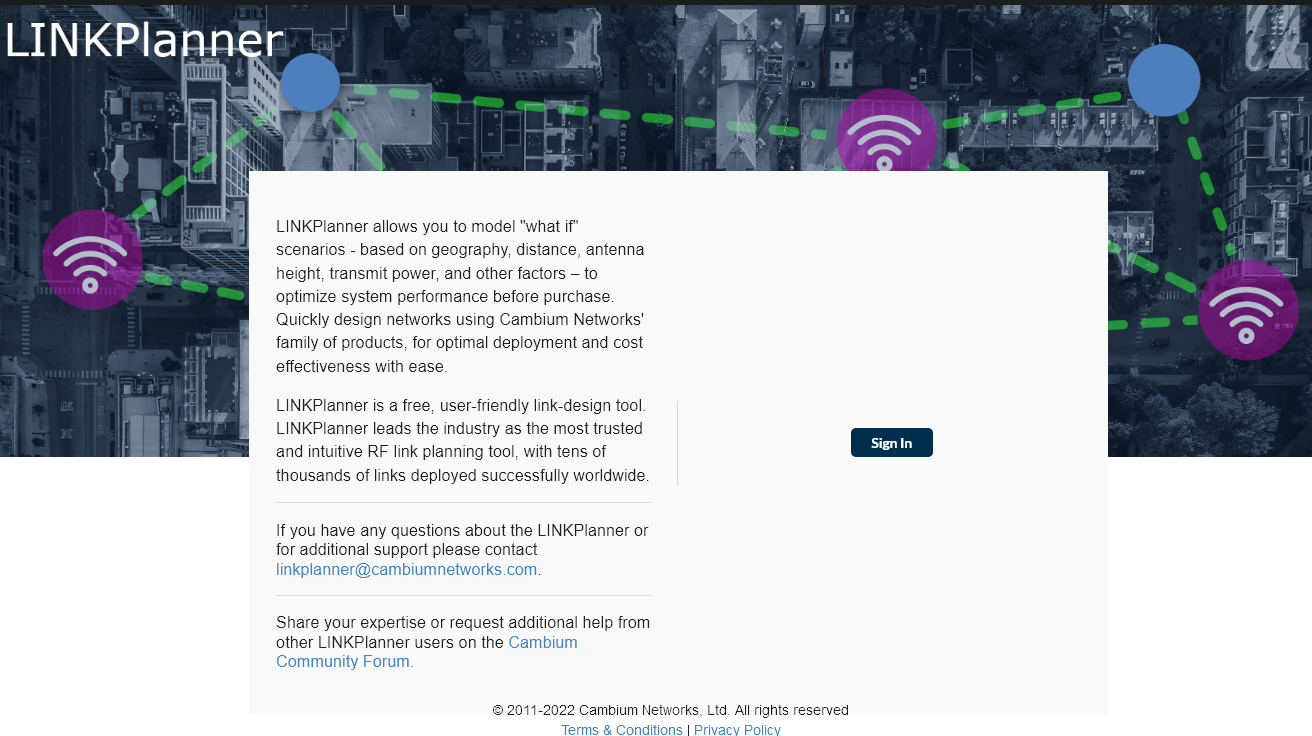 LINKPlanner
LINKPlanner allows you to model "what if"
scenarios - based on geography, distance, antenna
height, transmit power, and other factors – to
optimize system performance before purchase.
Quickly design networks using Cambium Networks'
family of products, for optimal deployment and cost
effectiveness with ease.
LINKPlanner is a free, user-friendly link-design tool.
LINKPlanner leads the industry as the most trusted
and intuitive RF link planning tool, with tens of
thousands of links deployed successfully worldwide.
If you have any questions about the LINKPlanner or
for additional support please contact
linkplanner@cambiumnetworks.com.
Share your expertise or request additional help from
other LINKPlanner users on the Cambium
Community Forum.
Sign In
© 2011-2022 Cambium Networks, Ltd. All rights reserved
Terms & Conditions | Privacy Policy